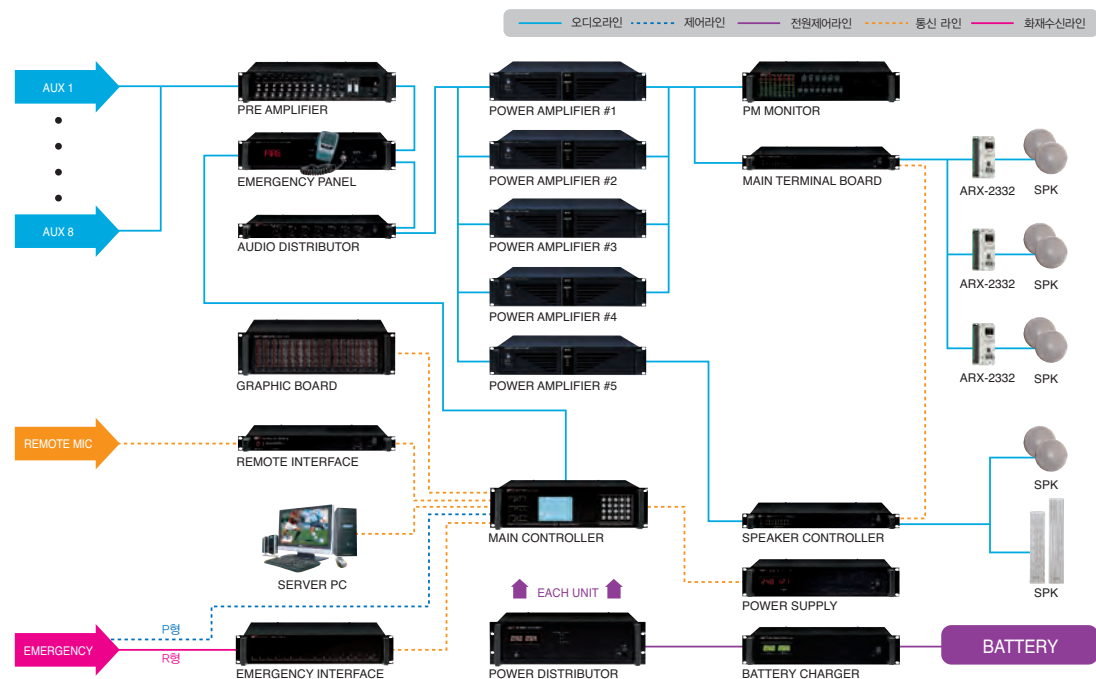 오디오라인
제어라인
전원제어라인
통신 라인
화재수신라인
AUX 1
PRE AMPLIFIER
POWER AMPLIFIER #1
PM MONITOR
FIRE
EMERGENCY PANEL
POWER AMPLIFIER #2
MAIN TERMINAL BOARD
ARX-2332
SPK
AUX 8
AUDIO DISTRIBUTOR
POWER AMPLIFIER #3
ARX-2332
SPK
POWER AMPLIFIER #4
GRAPHIC BOARD
POWER AMPLIFIER #5
ARX-2332
SPK
REMOTE MIC
REMOTE INTERFACE
SPK
MAIN CONTROLLER
SPEAKER CONTROLLER
SERVER PC
EACH UNIT
SPK
POWER SUPPLY
P형
EMERGENCY
R형
EMERGENCY INTERFACE
POWER DISTRIBUTOR
BATTERY CHARGER
BATTERY